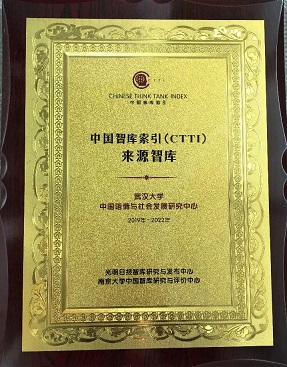 CTTI
CHINESE THINK TANK INDEX
中国智库索引
中国智库索引(CTTI)
来源智库
武汉大学
中国语情与社会发展研究中心
2019年-2022年
光明日报智库研究与发布中心
南京大学中国智库研究与评价中心